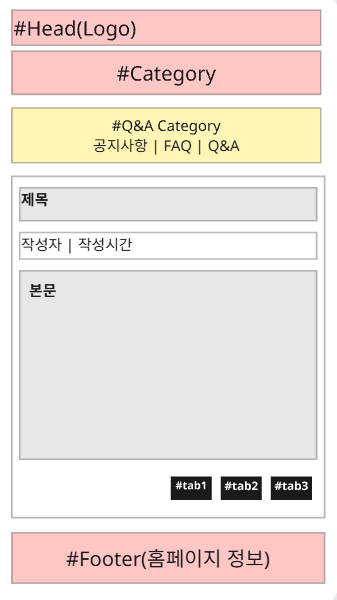 #Head(Logo)
#Category
#Q&A Category
공지사항 | FAQ | Q&A
제목
작성자 | 작성시간
본문
#tab1 #tab2 #tab3
#Footer(홈페이지 정보)